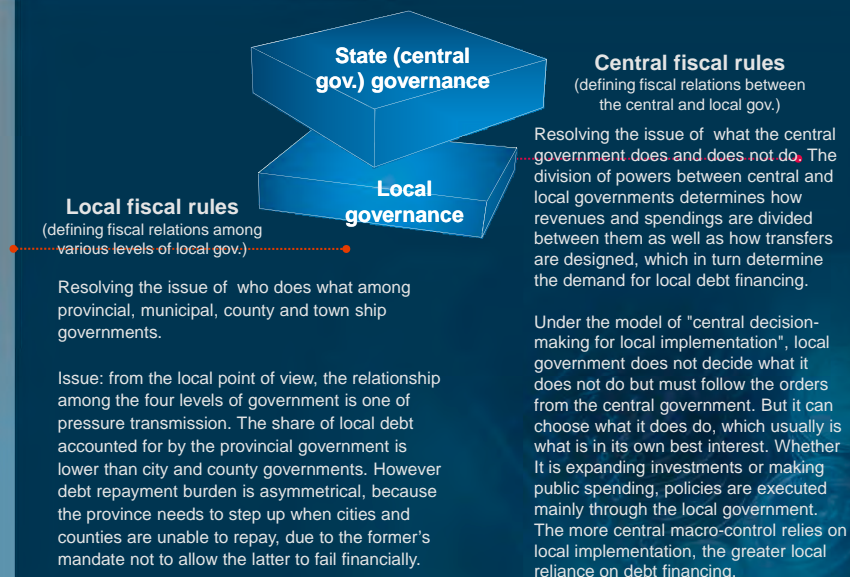 State (central
gov.) governance
Local
governance
Central fiscal rules
(defining fiscal relations between
the central and local gov.)
Resolving the issue of what the central
government does and does not do. The
division of powers between central and
local governments determines how
revenues and spendings are divided
between them as well as how transfers
are designed, which in turn determine
the demand for local debt financing.
Under the model of "central decision-
making for local implementation", local
government does not decide what it
does not do but must follow the orders
from the central government. But it can
choose what it does do, which usually is
what is in its own best interest. Whether
It is expanding investments or making
public spending, policies are executed
mainly through the local government.
The more central macro-control relies on
local implementation, the greater local
reliance on debt financing.
Local fiscal rules
(defining fiscal relations among
various levels of local gov.)
Resolving the issue of who does what among
provincial, municipal, county and town ship
governments.
Issue: from the local point of view, the relationship
among the four levels of government is one of
pressure transmission. The share of local debt
accounted for by the provincial government is
lower than city and county governments. However
debt repayment burden is asymmetrical, because
the province needs to step up when cities and
counties are unable to repay, due to the former's
mandate not to allow the latter to fail financially.